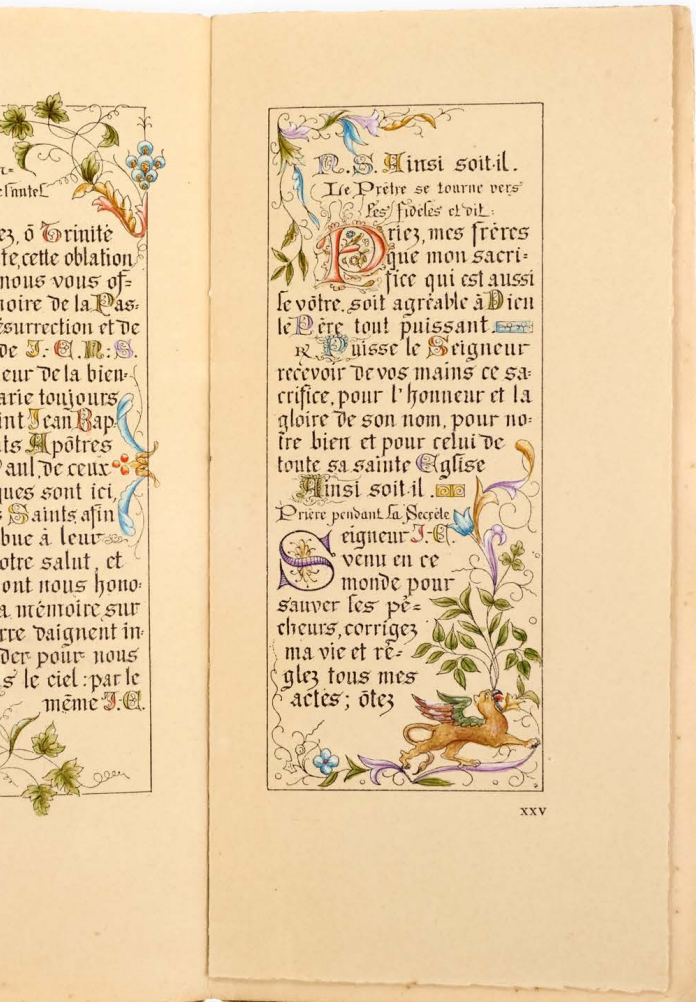 santé
ez, ô Trinité
te, cette oblation
nous vous of=
moire de la Pas=
ésurrection et de
de J.-C. N.S.
eur de la bien-
arie toujours
int Jean Bap
ts Apôtres
Paul, de ceux
ques sont ici,
s Saints, afin
bue à leur
otre salut, et
ont nous hono-
a mémoire sur
rre daignent in-
der pour nous
s le ciel : par le
même J.-C.
N.S. Ainsi soit-il.
Le Prêtre se tourne vers
les fidèles et dit :
Priez, mes frères
que mon sacri-
fice qui est aussi
le vôtre, soit agréable à Dieu
le Père tout puissant
R. Puisse le Seigneur
recevoir de vos mains ce sa-
crifice, pour l'honneur et la
gloire de son nom, pour no-
tre bien et pour celui de
toute sa sainte Eglise
Ainsi soit-il.
Prière pendant la Secrète
Seigneur J.-C.
venu en ce
monde pour
sauver les pé=
cheurs, corrigez
ma vie et ré=
glez tous mes
actes ; ôtez
XXV